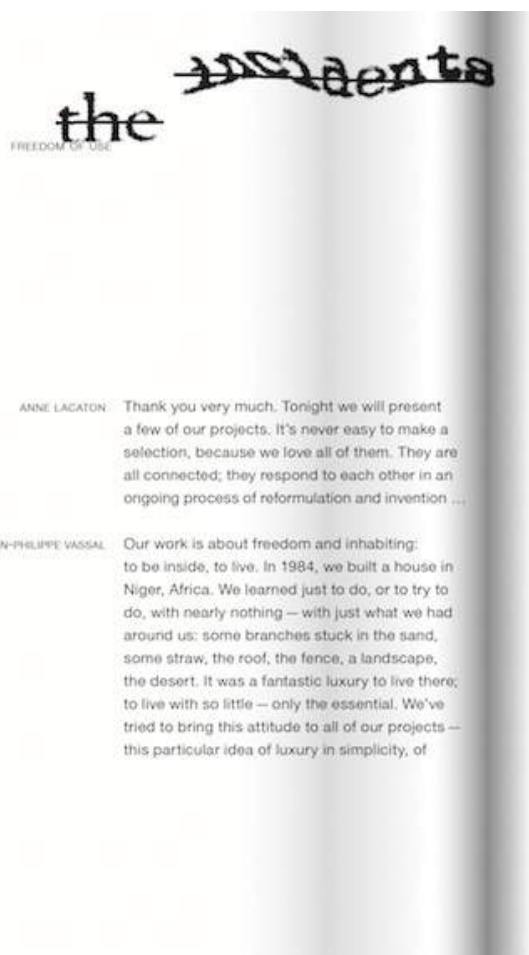 the incidents
FREEDOM OF USE
ANNE LACATON Thank you very much. Tonight we will present
a few of our projects. It's never easy to make a
selection, because we love all of them. They are
all connected; they respond to each other in an
ongoing process of reformulation and invention ...
N-PHILIPPE VASSAL Our work is about freedom and inhabiting:
to be inside, to live. In 1984, we built a house in
Niger, Africa. We learned just to do, or to try to
do, with nearly nothing – with just what we had
around us: some branches stuck in the sand,
some straw, the roof, the fence, a landscape,
the desert. It was a fantastic luxury to live there;
to live with so little – only the essential. We've
tried to bring this attitude to all of our projects –
this particular idea of luxury in simplicity, of